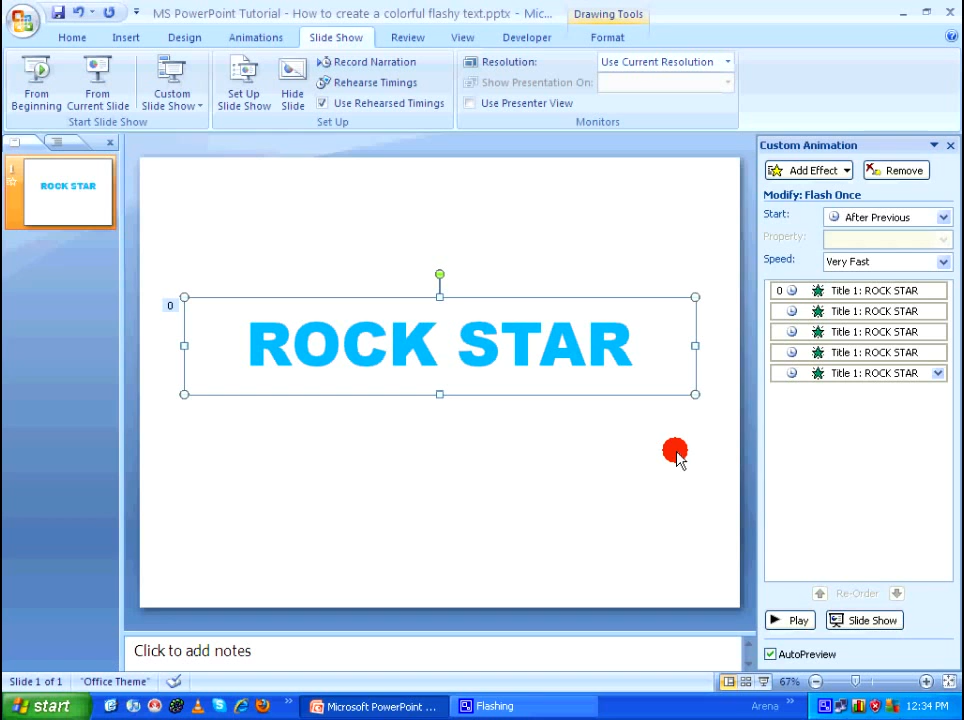 MS PowerPoint Tutorial - How to create a colorful flashy text.pptx - Mic...
Drawing Tools
Home Insert Design Animations Slide Show Review View Developer Format
From Beginning
From Current Slide
Custom Slide Show
Start Slide Show
Set Up Slide Show
Hide Slide
Record Narration
Rehearse Timings
Use Rehearsed Timings
Set Up
Resolution: Use Current Resolution
Show Presentation On:
Use Presenter View
Monitors
1
ROCK STAR
0
ROCK STAR
Custom Animation
Add Effect Remove
Modify: Flash Once
Start: After Previous
Property:
Speed: Very Fast
0 Title 1: ROCK STAR
Title 1: ROCK STAR
Title 1: ROCK STAR
Title 1: ROCK STAR
Title 1: ROCK STAR
Re-Order
Play Slide Show
AutoPreview
Click to add notes
Slide 1 of 1 "Office Theme" 67%
start Microsoft PowerPoint ... Flashing Arena 12:34 PM